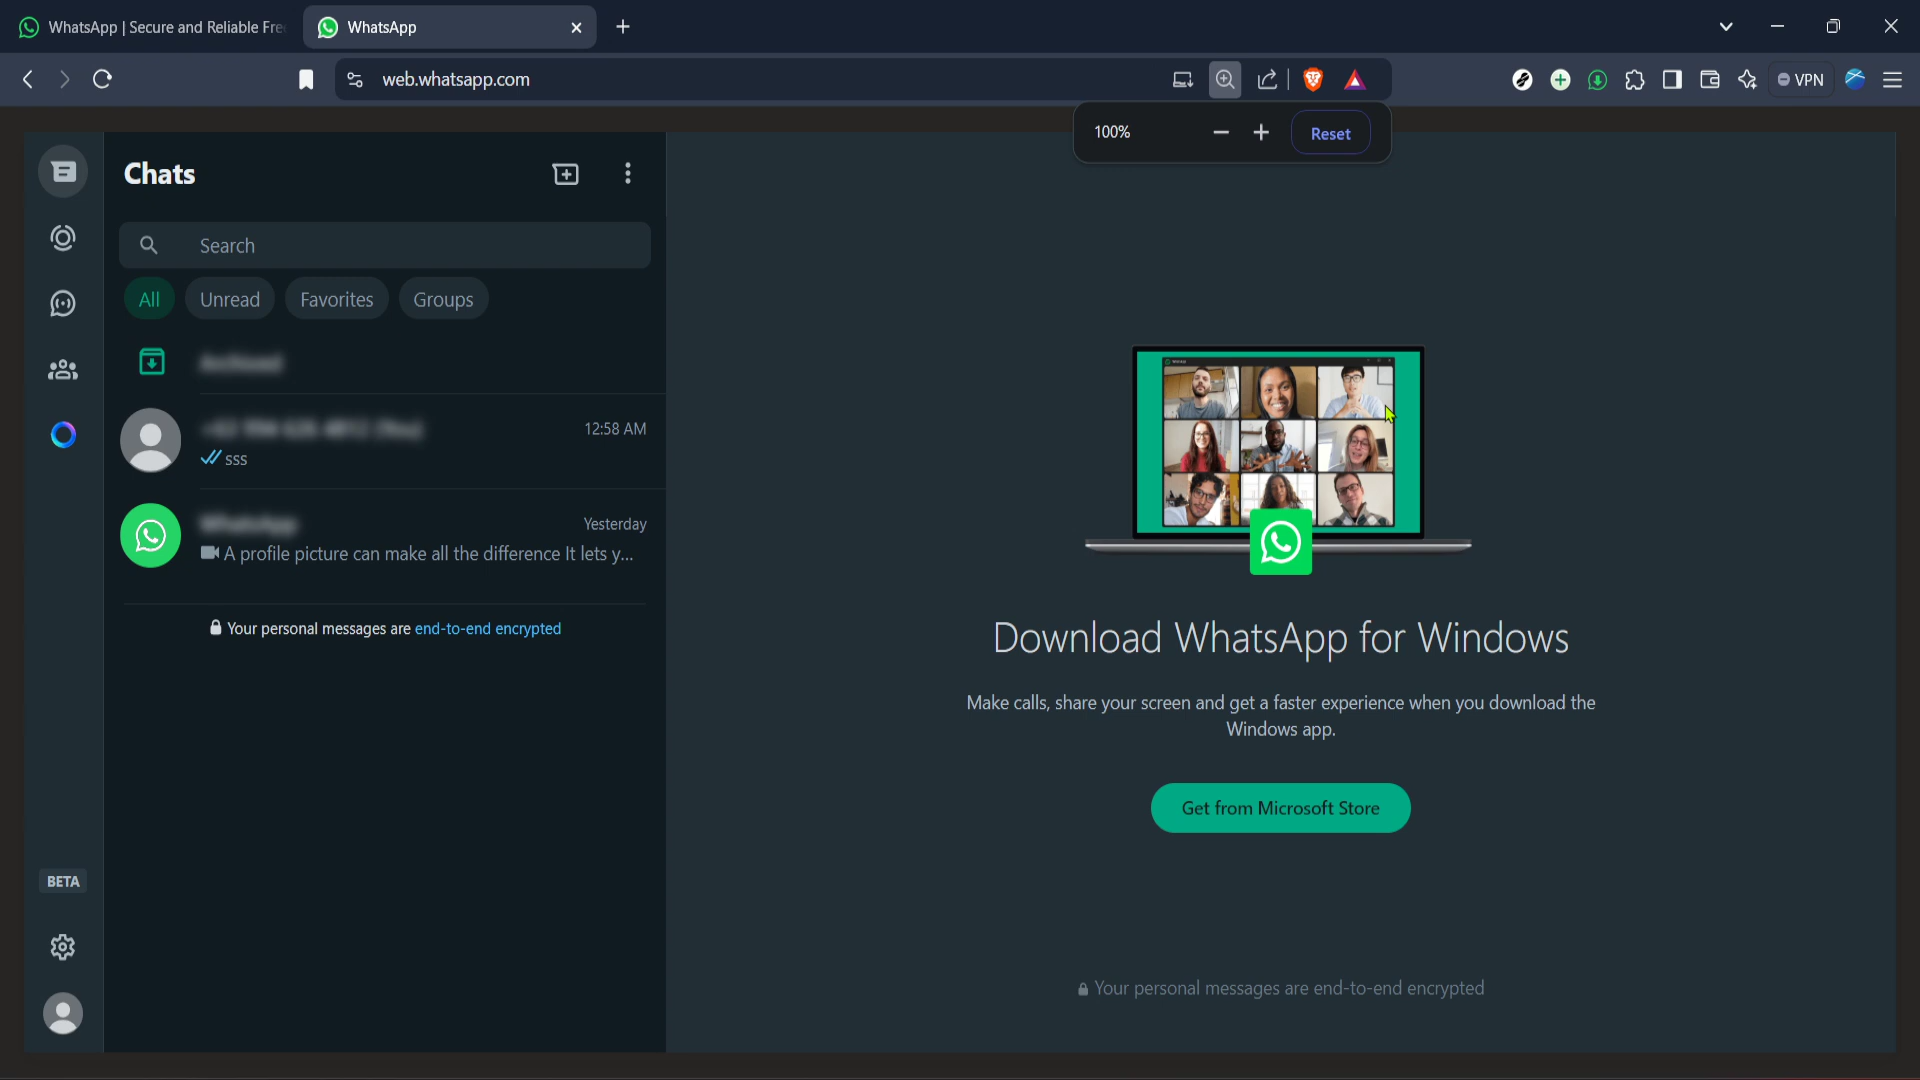 WhatsApp | Secure and Reliable Fre
WhatsApp
web.whatsapp.com
VPN
100%
Reset
Chats
Search
All
Unread
Favorites
Groups
12:58 AM
sss
Yesterday
A profile picture can make all the difference It lets y...
Your personal messages are end-to-end encrypted
Download WhatsApp for Windows
Make calls, share your screen and get a faster experience when you download the
Windows app.
Get from Microsoft Store
BETA
Your personal messages are end-to-end encrypted